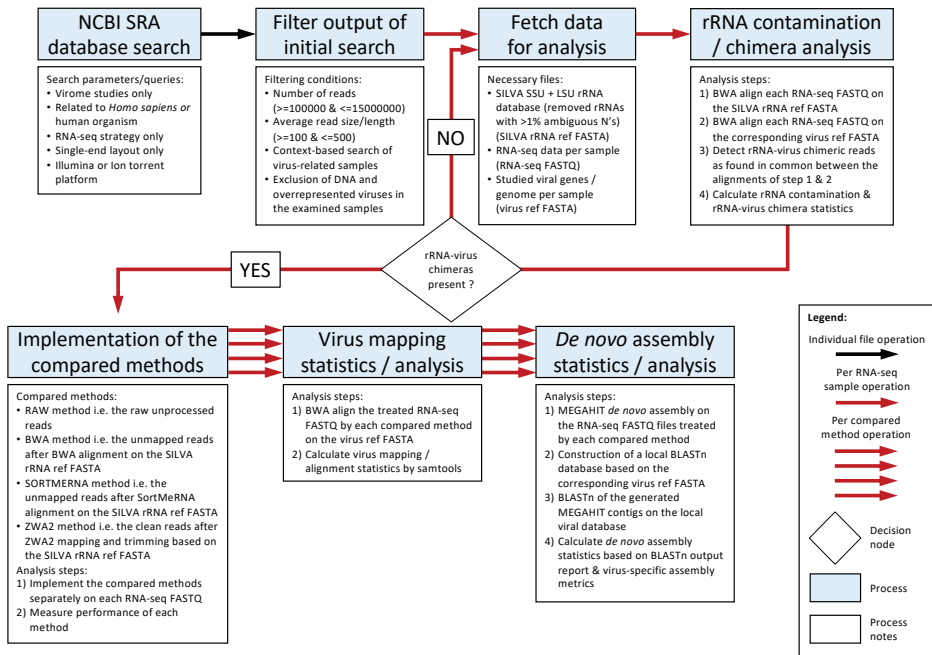 NCBI SRA
database search
Search parameters/queries:
• Virome studies only
• Related to Homo sapiens or
human organism
• RNA-seq strategy only
• Single-end layout only
• Illumina or Ion torrent
platform
Filter output of
initial search
Filtering conditions:
• Number of reads
(>=100000 & <=15000000)
• Average read size/length
(>=100 & <=500)
• Context-based search of
virus-related samples
• Exclusion of DNA and
overrepresented viruses in
the examined samples
Fetch data
for analysis
Necessary files:
• SILVA SSU + LSU rRNA
database (removed rRNAs
with >1% ambiguous N's)
(SILVA rRNA ref FASTA)
• RNA-seq data per sample
(RNA-seq FASTQ)
• Studied viral genes /
genome per sample
(virus ref FASTA)
rRNA contamination
/ chimera analysis
Analysis steps:
1) BWA align each RNA-seq FASTQ on
the SILVA rRNA ref FASTA
2) BWA align each RNA-seq FASTQ on
the corresponding virus ref FASTA
3) Detect rRNA-virus chimeric reads
as found in common between the
alignments of step 1 & 2
4) Calculate rRNA contamination &
rRNA-virus chimera statistics
NO
YES
rRNA-virus
chimeras
present ?
Implementation of the
compared methods
Compared methods:
• RAW method i.e. the raw unprocessed
reads
• BWA method i.e. the unmapped reads
after BWA alignment on the SILVA
rRNA ref FASTA
• SORTMERNA method i.e. the
unmapped reads after SortMeRNA
alignment on the SILVA rRNA ref FASTA
• ZWA2 method i.e. the clean reads after
ZWA2 mapping and trimming based on
the SILVA rRNA ref FASTA
Analysis steps:
1) Implement the compared methods
separately on each RNA-seq FASTQ
2) Measure performance of each
method
Virus mapping
statistics / analysis
Analysis steps:
1) BWA align the treated RNA-seq
FASTQ by each compared method
on the virus ref FASTA
2) Calculate virus mapping /
alignment statistics by samtools
De novo assembly
statistics / analysis
Analysis steps:
1) MEGAHIT de novo assembly on
the RNA-seq FASTQ files treated
by each compared method
2) Construction of a local BLASTn
database based on the
corresponding virus ref FASTA
3) BLASTn of the generated
MEGAHIT contigs on the local
viral database
4) Calculate de novo assembly
statistics based on BLASTn output
report & virus-specific assembly
metrics
Legend:
Individual file operation
Per RNA-seq
sample operation
Per compared
method operation
Decision
node
Process
Process
notes